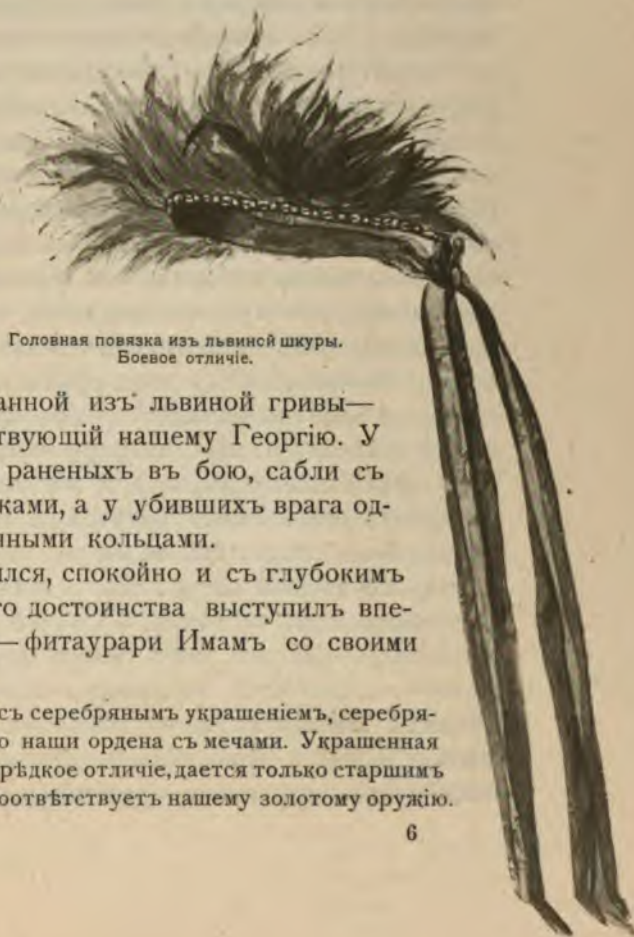 Головная повязка изъ львиной шкуры.
Боевое отличіе.
анной изъ львиной гривы—
твующій нашему Георгію. У
раненыхъ въ бою, сабли съ
ками, а у убившихъ врага од-
нными кольцами.
ился, спокойно и съ глубокимъ
го достоинства выступилъ впе-
—фитаурари Имамъ со своими
съ серебрянымъ украшеніемъ, серебря-
о наши ордена съ мечами. Украшенная
рѣдкое отличіе, дается только старшимъ
оотвѣтствуетъ нашему золотому оружію.
6